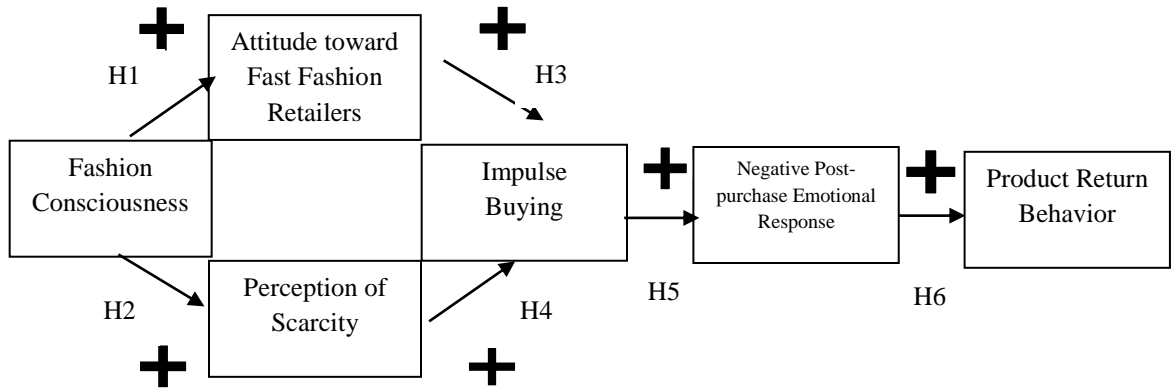 Attitude toward
Fast Fashion
Retailers
H1
H3
Fashion
Consciousness
Impulse
Buying
Negative Post-
purchase Emotional
Response
Product Return
Behavior
H2
Perception of
Scarcity
H4
H5
H6